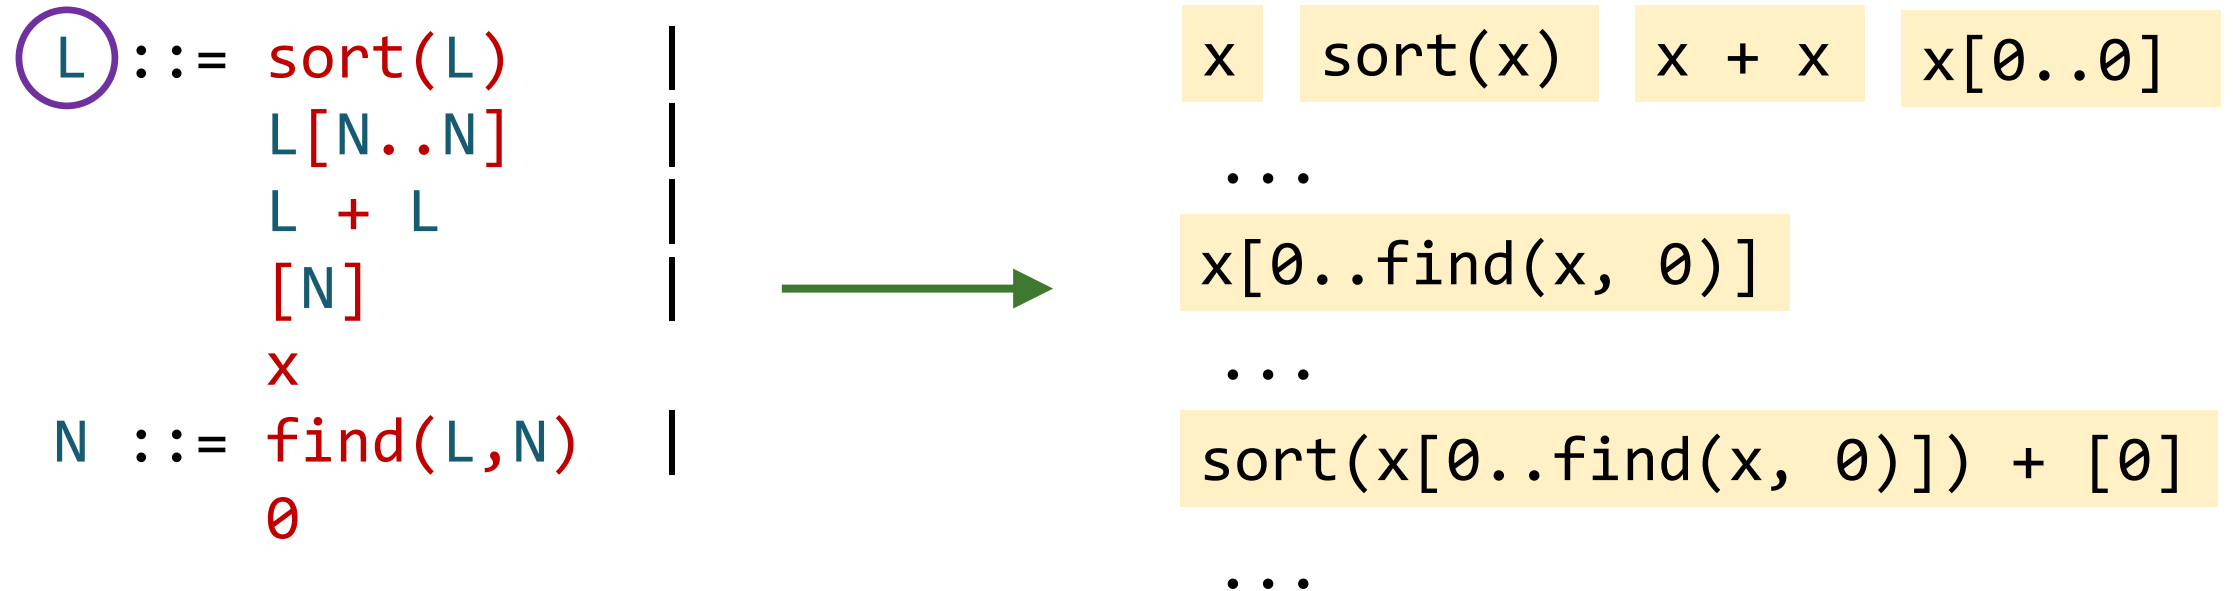 L ::= sort(L) |
L[N..N] |
L + L |
[N] |
x
N ::= find(L,N) |
0
x sort(x) x + x x[0..0]
...
x[0..find(x, 0)]
...
sort(x[0..find(x, 0)]) + [0]
...